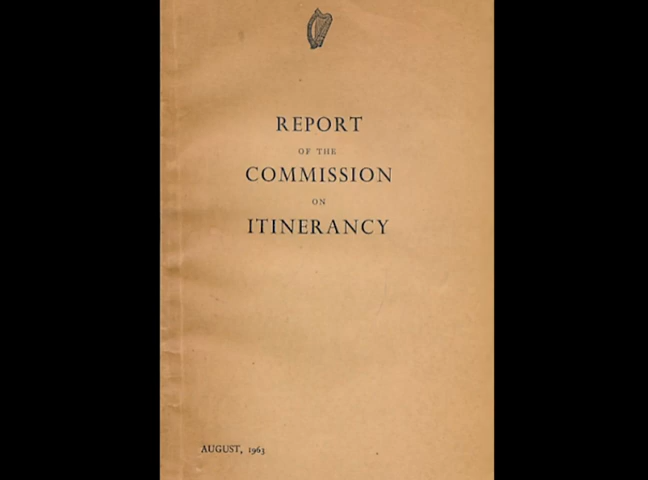 REPORT
OF THE
COMMISSION
ON
ITINERANCY
AUGUST, 1963